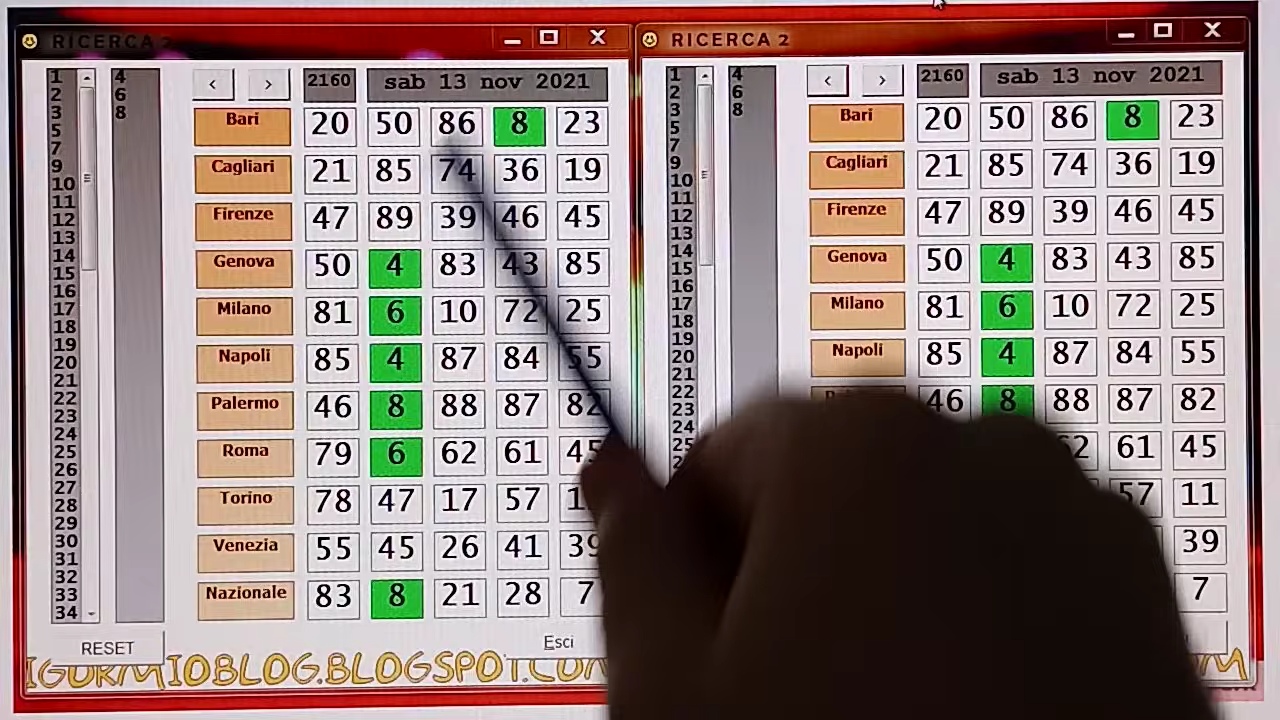 RICERCA 2
1
2
3
5
7
9
10
11
12
13
14
15
16
17
18
19
20
21
22
23
24
25
26
27
28
29
30
31
32
33
34
4
6
8
< > 2160 sab 13 nov 2021
Bari 20 50 86 8 23
Cagliari 21 85 74 36 19
Firenze 47 89 39 46 45
Genova 50 4 83 43 85
Milano 81 6 10 72 25
Napoli 85 4 87 84 55
Palermo 46 8 88 87 82
Roma 79 6 62 61 45
Torino 78 47 17 57
Venezia 55 45 26 41 39
Nazionale 83 8 21 28 7
RESET Esci
IGORMIOBLOG.BLOGSPOT.COM
RICERCA 2
1
2
3
5
7
9
10
11
12
13
14
15
16
17
18
19
20
21
22
23
24
25
4
6
8
< > 2160 sab 13 nov 2021
Bari 20 50 86 8 23
Cagliari 21 85 74 36 19
Firenze 47 89 39 46 45
Genova 50 4 83 43 85
Milano 81 6 10 72 25
Napoli 85 4 87 84 55
46 8 88 87 82
62 61 45
57 11
39
7